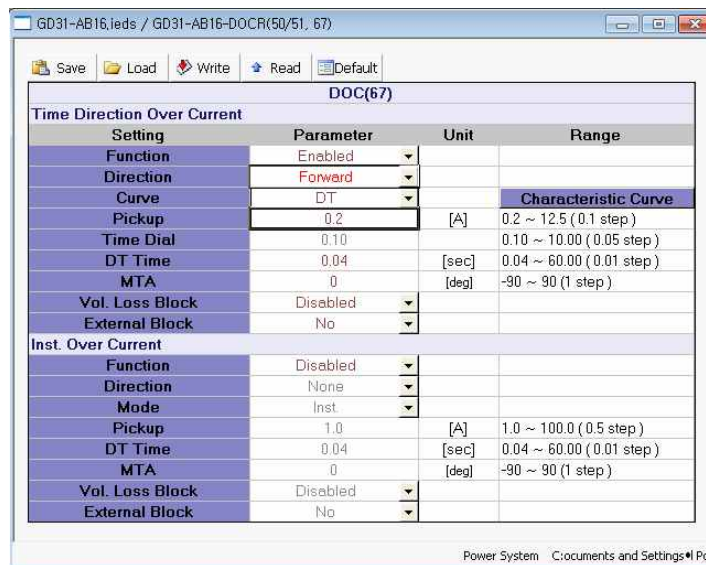 GD31-AB16,ieds / GD31-AB16-DOCR(50/51, 67)
Save Load Write Read Default
DOC(67)
Time Direction Over Current
Setting Parameter Unit Range
Function Enabled
Direction Forward
Curve DT Characteristic Curve
Pickup 0.2 [A] 0.2 ~ 12.5 ( 0.1 step )
Time Dial 0.10 0.10 ~ 10.00 ( 0.05 step )
DT Time 0.04 [sec] 0.04 ~ 60.00 ( 0.01 step )
MTA 0 [deg] -90 ~ 90 (1 step )
Vol. Loss Block Disabled
External Block No
Inst. Over Current
Function Disabled
Direction None
Mode Inst.
Pickup 1.0 [A] 1.0 ~ 100.0 ( 0.5 step )
DT Time 0.04 [sec] 0.04 ~ 60.00 ( 0.01 step )
MTA 0 [deg] -90 ~ 90 (1 step )
Vol. Loss Block Disabled
External Block No
Power System C:ocuments and Settings